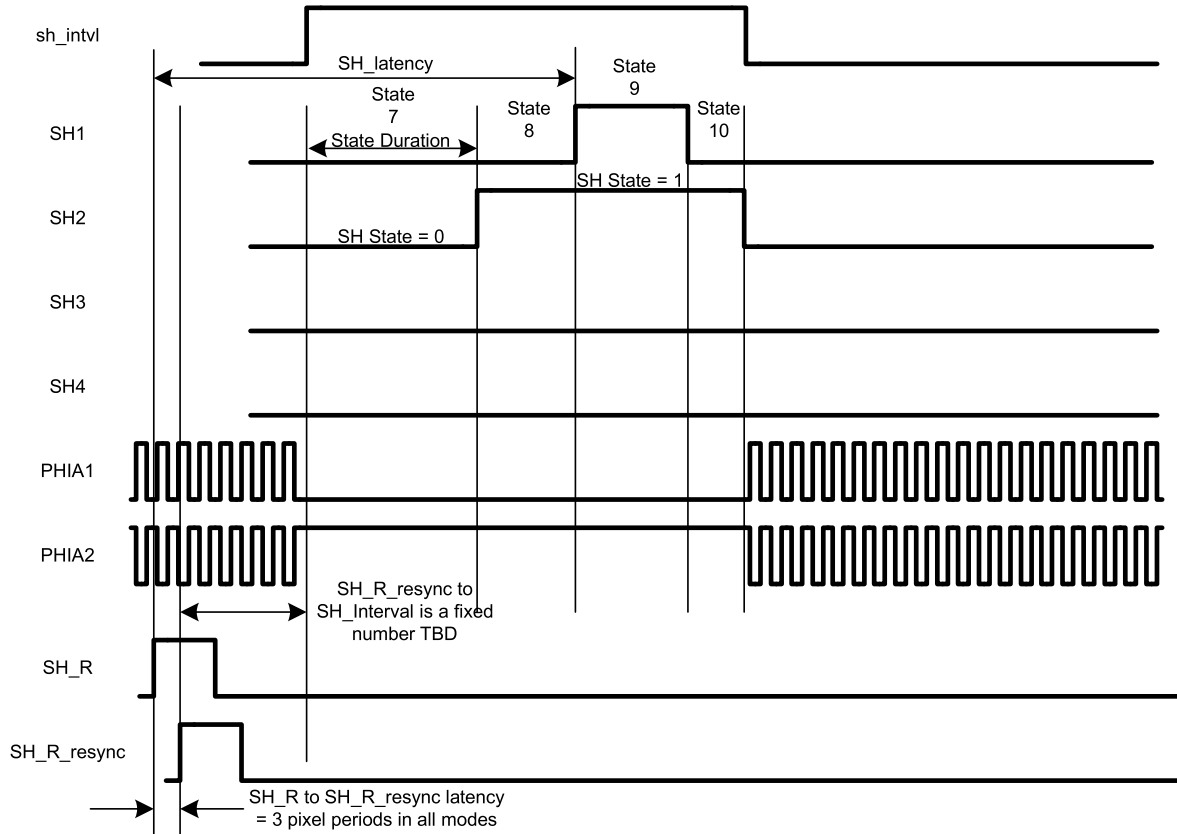 sh_intvl
SH_latency
State
9
State
7
State
8
State
10
SH1
State Duration
SH State = 1
SH2
SH State = 0
SH3
SH4
PHIA1
PHIA2
SH_R_resync to
SH_Interval is a fixed
number TBD
SH_R
SH_R_resync
SH_R to SH_R_resync latency
= 3 pixel periods in all modes